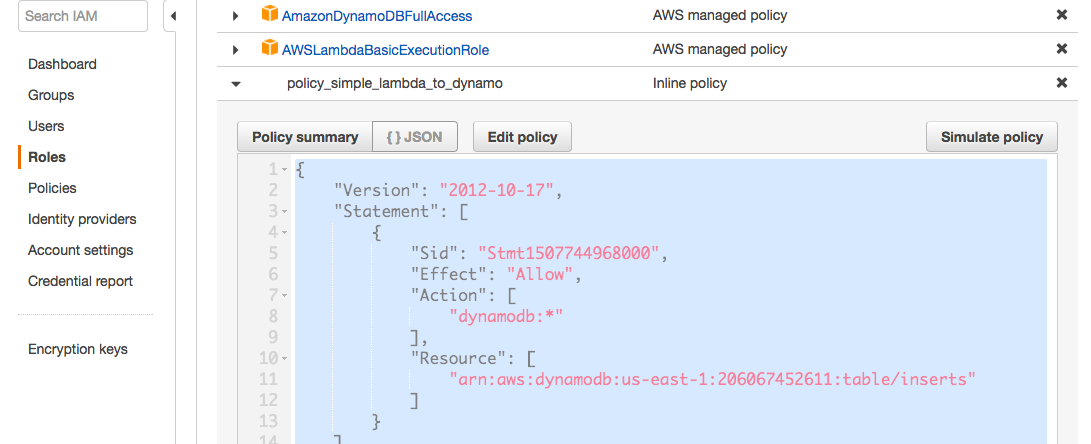 Search IAM
Dashboard
Groups
Users
Roles
Policies
Identity providers
Account settings
Credential report
Encryption keys
AmazonDynamoDBFullAccess AWS managed policy
AWSLambdaBasicExecutionRole AWS managed policy
policy_simple_lambda_to_dynamo Inline policy
Policy summary { } JSON Edit policy Simulate policy
1 {
2 "Version": "2012-10-17",
3 "Statement": [
4 {
5 "Sid": "Stmt1507744968000",
6 "Effect": "Allow",
7 "Action": [
8 "dynamodb:*"
9 ],
10 "Resource": [
11 "arn:aws:dynamodb:us-east-1:206067452611:table/inserts"
12 ]
13 }
14 ]